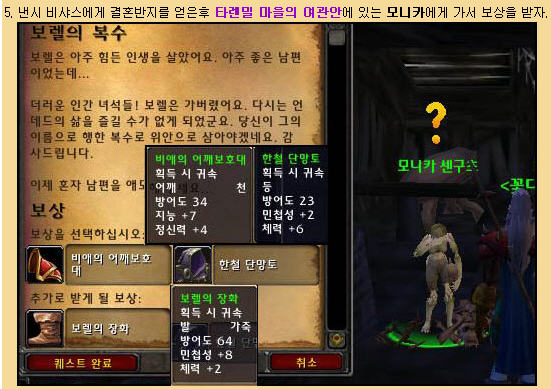 5. 낸시 비샤스에게 결혼반지를 얻은후 타렌밀 마을의 여관안에 있는 모니카에게 가서 보상을 받자.
보렐의 복수
보렐은 아주 힘든 인생을 살았어요. 아주 좋은 남편
이었는데...
더러운 인간 녀석들! 보렐은 가버렸어요. 다시는 언
데드의 삶을 즐길 수가 없게 되었군요. 당신이 그의
이름으로 행한 복수로 위안으로 삼아야겠네요. 감
사드립니다.
이제 혼자 남편을 애도
보상
보상을 선택하십시오:
비애의 어깨보호대
획득 시 귀속
어깨 천
방어도 34
지능 +7
정신력 +4
한철 단망토
획득 시 귀속
등
방어도 23
민첩성 +2
체력 +6
비애의 어깨보호
대
한철 단망토
추가로 받게 될 보상:
보렐의 장화
보렐의 장화
획득 시 귀속
발 가죽
방어도 64
민첩성 +8
체력 +2
퀘스트 완료
취소
?
모니카 센구츠
<꽃